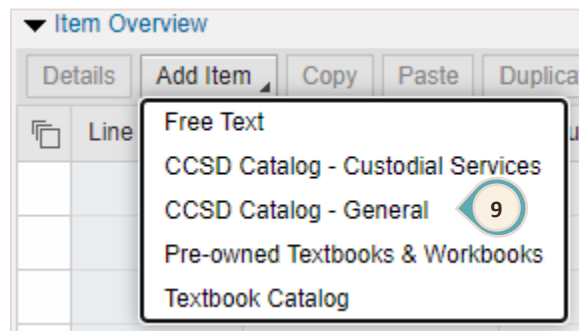 Item Overview
Details Add Item Copy Paste Duplica
Line
Free Text
CCSD Catalog - Custodial Services
CCSD Catalog - General 9
Pre-owned Textbooks & Workbooks
Textbook Catalog